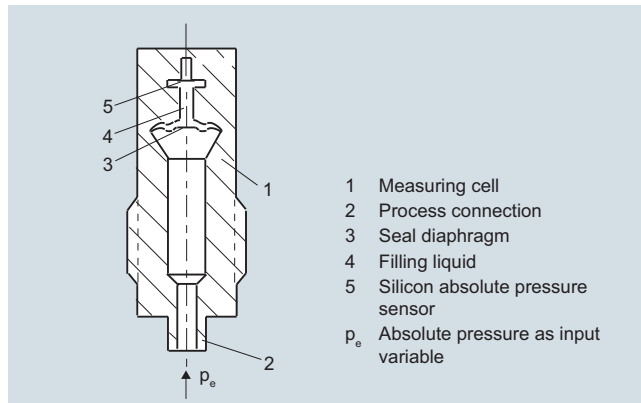 5
4
3
1
2
pₑ
1 Measuring cell
2 Process connection
3 Seal diaphragm
4 Filling liquid
5 Silicon absolute pressure
sensor
pₑ Absolute pressure as input
variable